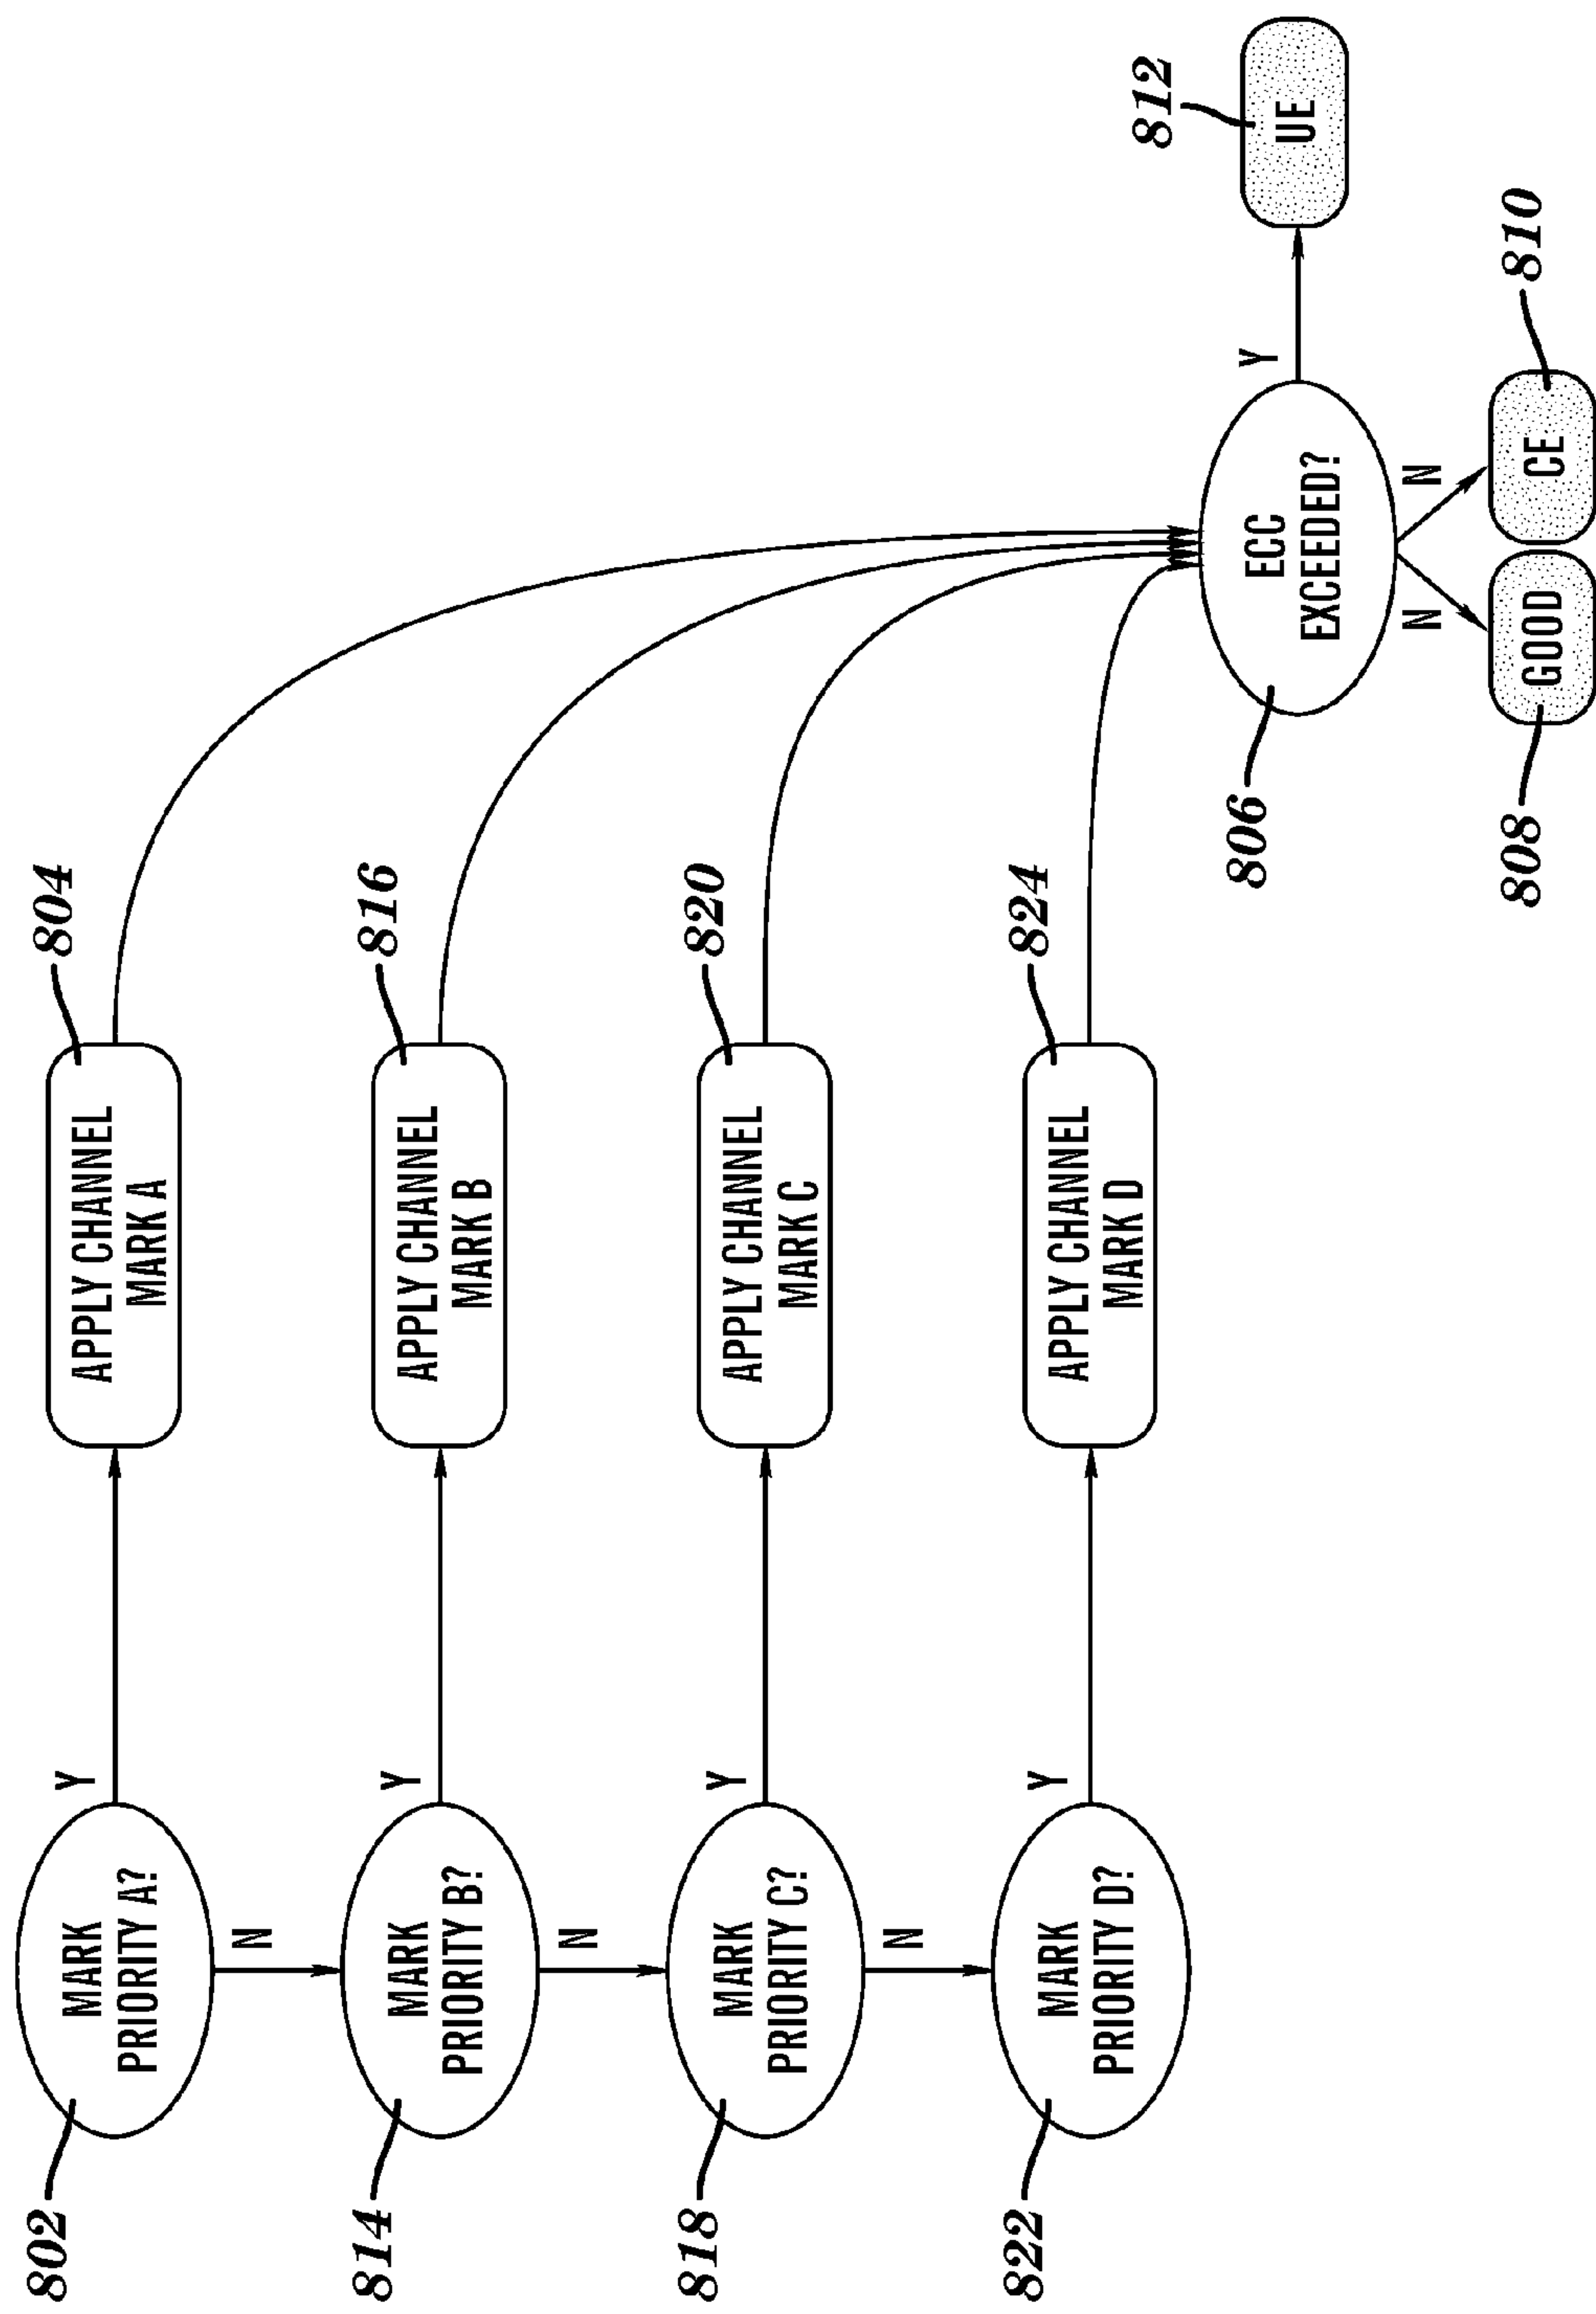 802
MARK
PRIORITY A?
Y
N
804
APPLY CHANNEL
MARK A
814
MARK
PRIORITY B?
Y
N
816
APPLY CHANNEL
MARK B
818
MARK
PRIORITY C?
Y
N
820
APPLY CHANNEL
MARK C
822
MARK
PRIORITY D?
Y
824
APPLY CHANNEL
MARK D
806
ECC
EXCEEDED?
Y
812
UE
N
N
808
GOOD
810
CE